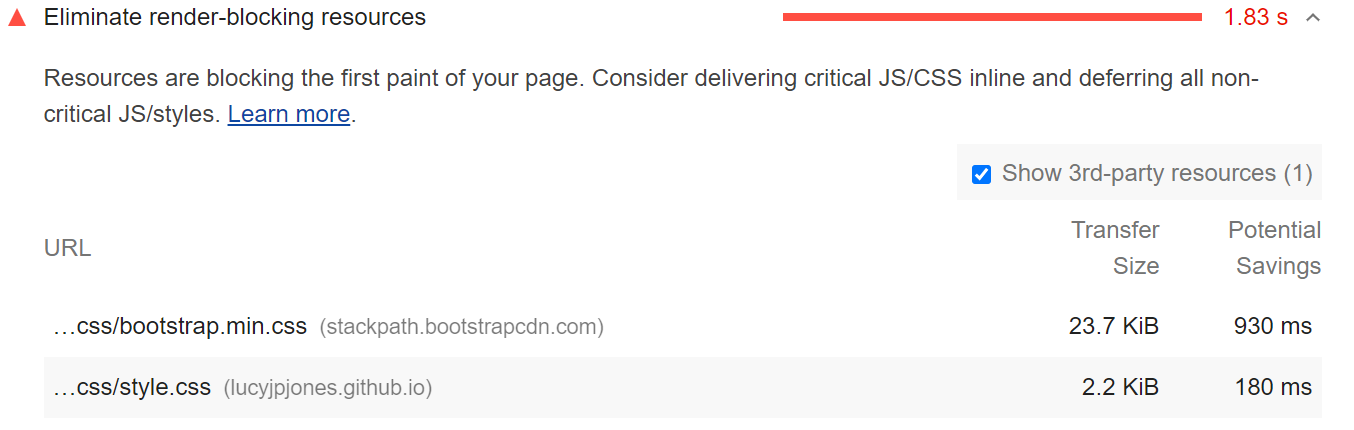 Eliminate render-blocking resources 1.83 s
Resources are blocking the first paint of your page. Consider delivering critical JS/CSS inline and deferring all non-
critical JS/styles. Learn more.
Show 3rd-party resources (1)
URL Transfer Size Potential Savings
…css/bootstrap.min.css (stackpath.bootstrapcdn.com) 23.7 KiB 930 ms
…css/style.css (lucyjpjones.github.io) 2.2 KiB 180 ms